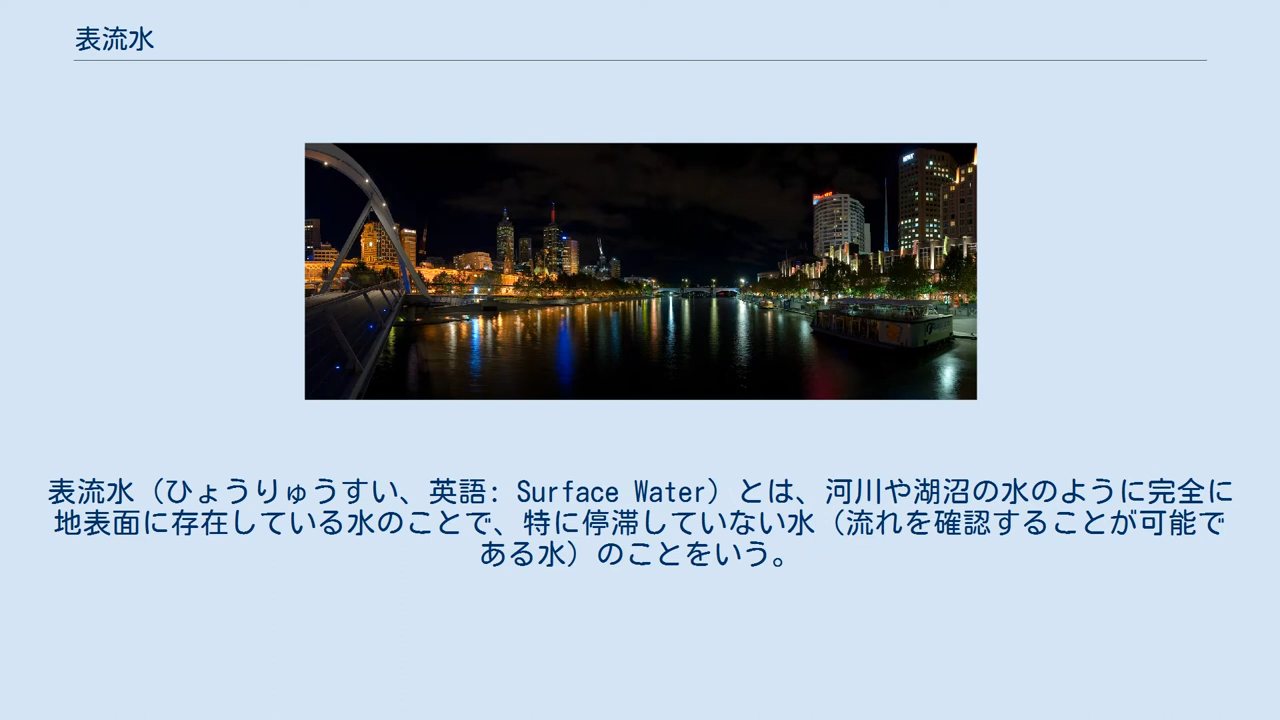 表流水
表流水（ひょうりゅうすい、英語: Surface Water）とは、河川や湖沼の水のように完全に
地表面に存在している水のことで、特に停滞していない水（流れを確認することが可能で
ある水）のことをいう。